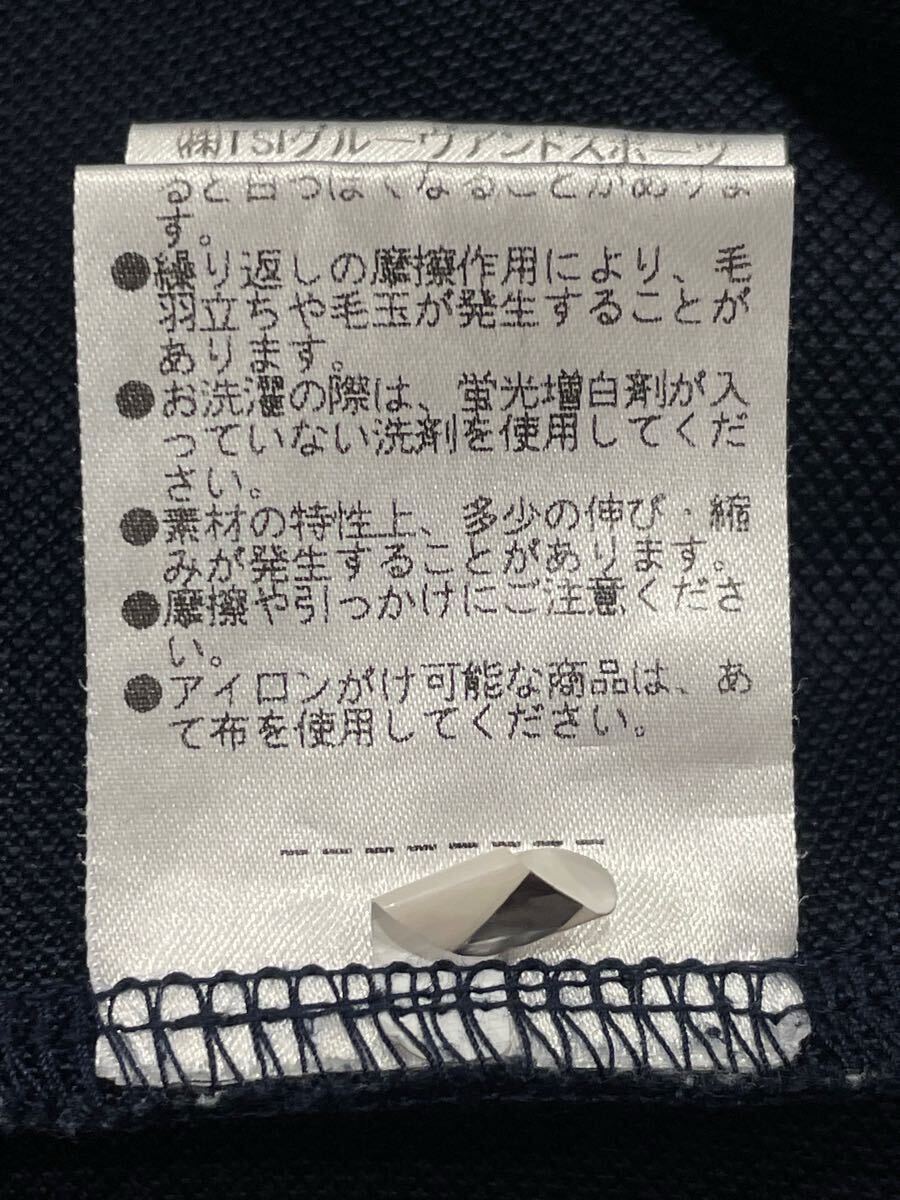 ㈱TSIグルーヴアンドスポーツ
ると白っぽくなることがありま
す。
●繰り返しの摩擦作用により、毛
羽立ちや毛玉が発生することが
あります。
●お洗濯の際は、蛍光増白剤が入
っていない洗剤を使用してくだ
さい。
●素材の特性上、多少の伸び・縮
みが発生することがあります。
●摩擦や引っかけにご注意くださ
い。
●アイロンがけ可能な商品は、あ
て布を使用してください。